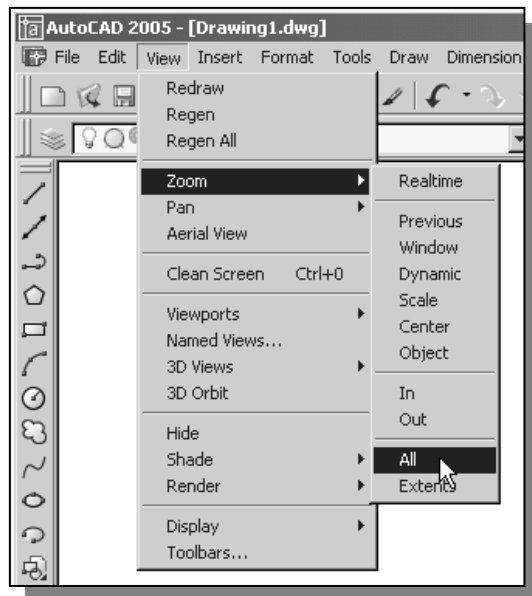 AutoCAD 2005 - [Drawing1.dwg]
File Edit View Insert Format Tools Draw Dimension
Redraw
Regen
Regen All
Zoom
Pan
Aerial View
Clean Screen Ctrl+0
Viewports
Named Views...
3D Views
3D Orbit
Hide
Shade
Render
Display
Toolbars...
Realtime
Previous
Window
Dynamic
Scale
Center
Object
In
Out
All
Extents